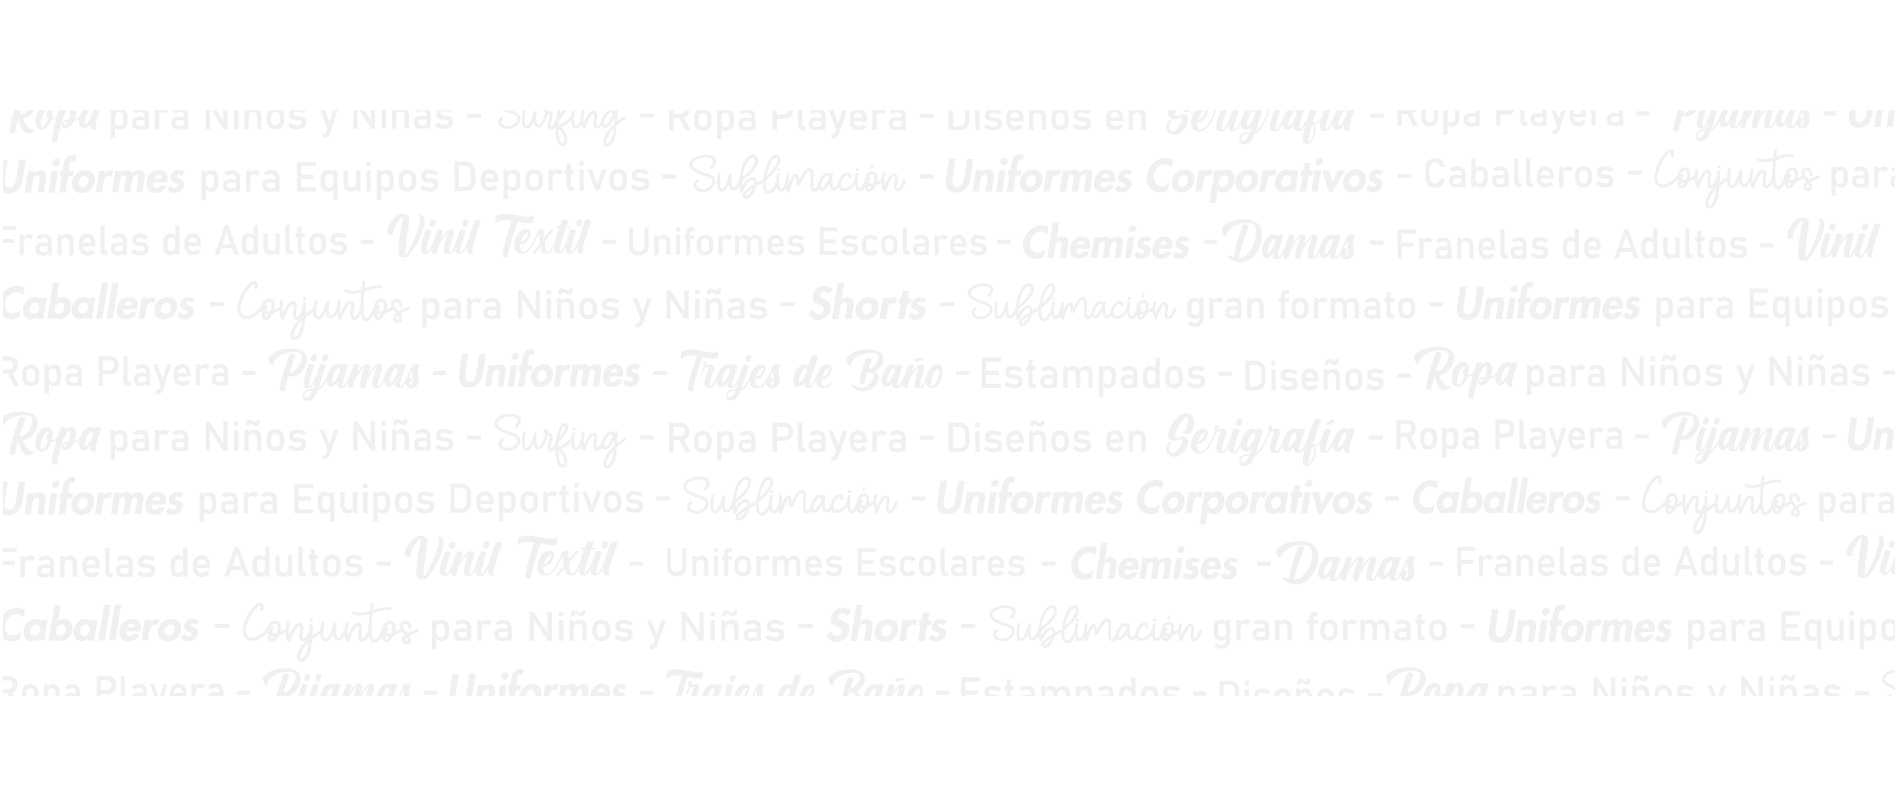 Ropa para Niños y Niñas - Surfing - Ropa Playera - Diseños en Serigrafía - Ropa Playera - Pijamas - Un
Uniformes para Equipos Deportivos - Sublimación - Uniformes Corporativos - Caballeros - Conjuntos para
Franelas de Adultos - Vinil Textil - Uniformes Escolares - Chemises - Damas - Franelas de Adultos - Vinil
Caballeros - Conjuntos para Niños y Niñas - Shorts - Sublimación gran formato - Uniformes para Equipos
Ropa Playera - Pijamas - Uniformes - Trajes de Baño - Estampados - Diseños - Ropa para Niños y Niñas -
Ropa para Niños y Niñas - Surfing - Ropa Playera - Diseños en Serigrafía - Ropa Playera - Pijamas - Un
Uniformes para Equipos Deportivos - Sublimación - Uniformes Corporativos - Caballeros - Conjuntos para
Franelas de Adultos - Vinil Textil - Uniformes Escolares - Chemises - Damas - Franelas de Adultos - Vi
Caballeros - Conjuntos para Niños y Niñas - Shorts - Sublimación gran formato - Uniformes para Equipo
Ropa Playera - Pijamas - Uniformes - Trajes de Baño - Estampados - Diseños - Ropa para Niños y Niñas -